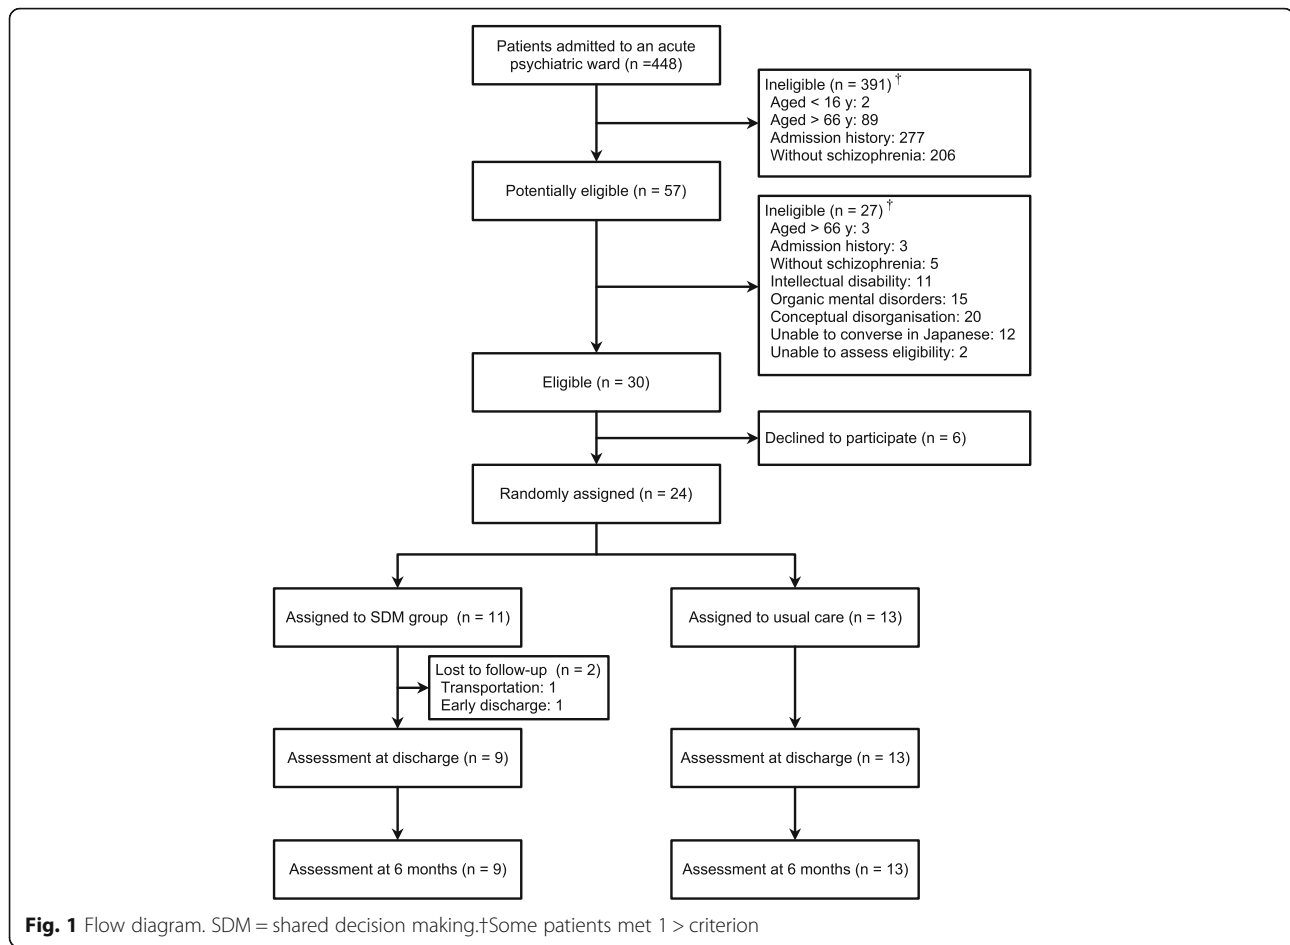 Patients admitted to an acute
psychiatric ward (n =448)
Ineligible (n = 391) †
Aged < 16 y: 2
Aged > 66 y: 89
Admission history: 277
Without schizophrenia: 206
Potentially eligible (n = 57)
Ineligible (n = 27) †
Aged > 66 y: 3
Admission history: 3
Without schizophrenia: 5
Intellectual disability: 11
Organic mental disorders: 15
Conceptual disorganisation: 20
Unable to converse in Japanese: 12
Unable to assess eligibility: 2
Eligible (n = 30)
Declined to participate (n = 6)
Randomly assigned (n = 24)
Assigned to SDM group (n = 11)
Assigned to usual care (n = 13)
Lost to follow-up (n = 2)
Transportation: 1
Early discharge: 1
Assessment at discharge (n = 9)
Assessment at discharge (n = 13)
Assessment at 6 months (n = 9)
Assessment at 6 months (n = 13)
Fig. 1 Flow diagram. SDM = shared decision making.†Some patients met 1 > criterion